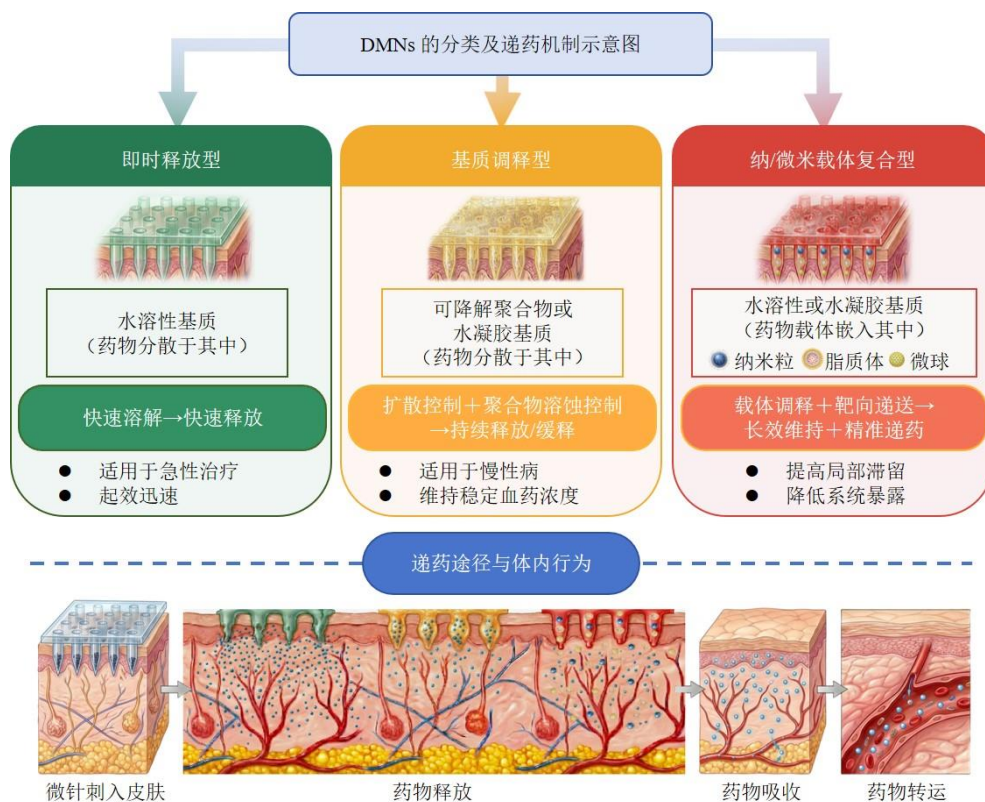 DMNs 的分类及递药机制示意图
即时释放型
水溶性基质
（药物分散于其中）
快速溶解→快速释放
● 适用于急性治疗
● 起效迅速
基质调释型
可降解聚合物或
水凝胶基质
（药物分散于其中）
扩散控制＋聚合物溶蚀控制
→持续释放/缓释
● 适用于慢性病
● 维持稳定血药浓度
纳/微米载体复合型
水溶性或水凝胶基质
（药物载体嵌入其中）
纳米粒 脂质体 微球
载体调释＋靶向递送→
长效维持＋精准递药
● 提高局部滞留
● 降低系统暴露
递药途径与体内行为
微针刺入皮肤
药物释放
药物吸收
药物转运